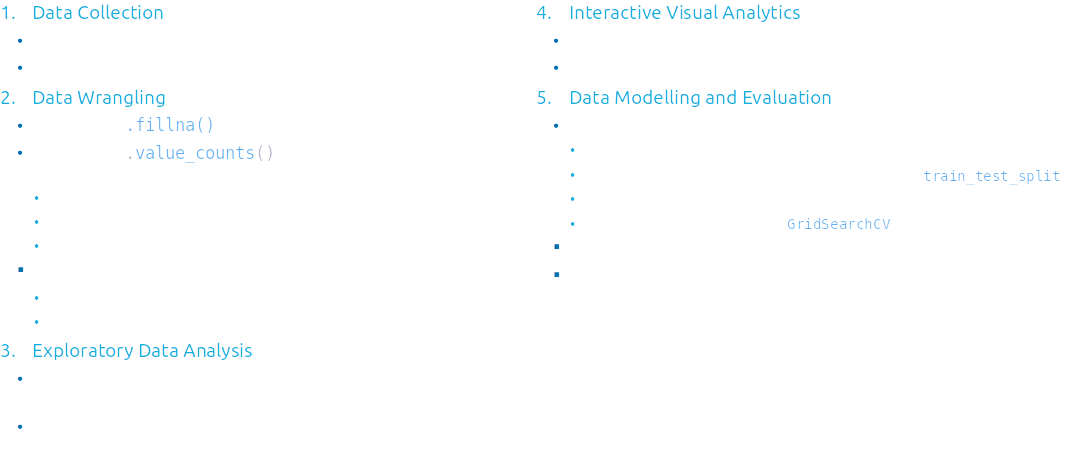 1. Data Collection
•
•
2. Data Wrangling
• .fillna()
• .value_counts()
•
•
•
▪
•
•
3. Exploratory Data Analysis
•
•
4. Interactive Visual Analytics
•
•
5. Data Modelling and Evaluation
•
•
• train_test_split
•
• GridSearchCV
▪
▪